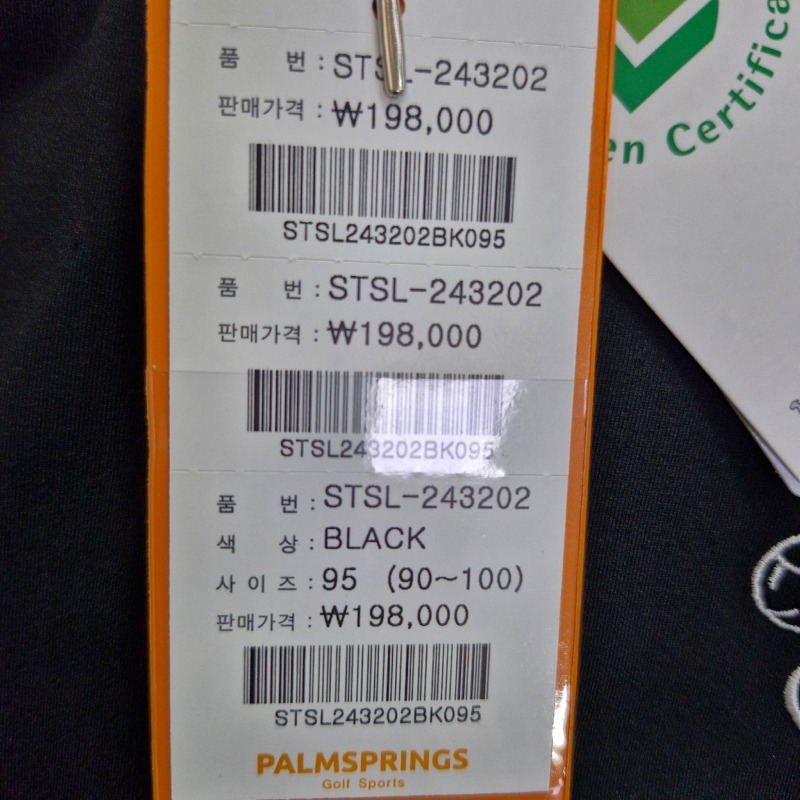 품 번 : STSL-243202
판매가격 : ₩198,000
STSL243202BK095
품 번 : STSL-243202
판매가격 : ₩198,000
STSL243202BK095
품 번 : STSL-243202
색 상 : BLACK
사 이 즈 : 95 (90~100)
판매가격 : ₩198,000
STSL243202BK095
PALMSPRINGS
Golf Sports